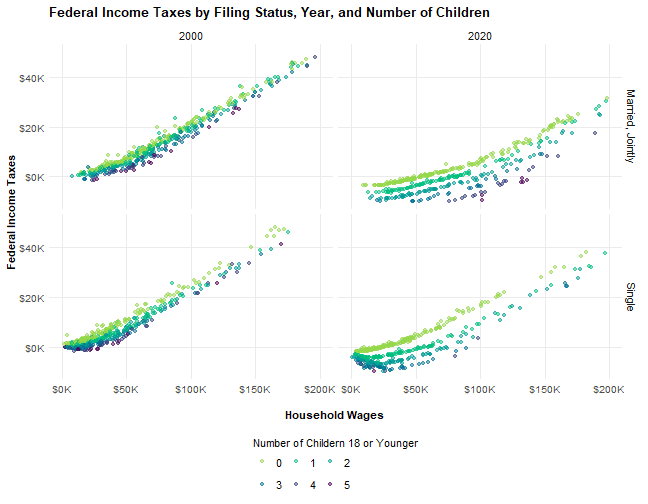 Federal Income Taxes by Filing Status, Year, and Number of Children
2000 2020
$40K
$20K
$0K
Married, Jointly
$40K
$20K
$0K
Single
Federal Income Taxes
$0K $50K $100K $150K $200K $0K $50K $100K $150K $200K
Household Wages
Number of Childern 18 or Younger
0 1 2
3 4 5